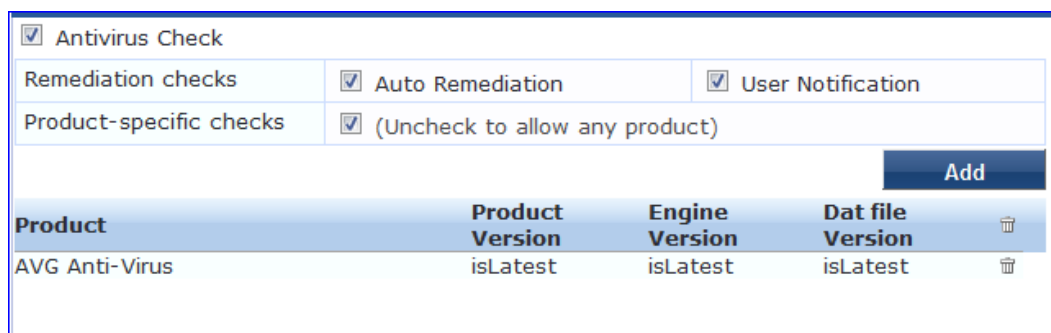 Antivirus Check
Remediation checks Auto Remediation User Notification
Product-specific checks (Uncheck to allow any product)
Add
Product Product Version Engine Version Dat file Version
AVG Anti-Virus isLatest isLatest isLatest